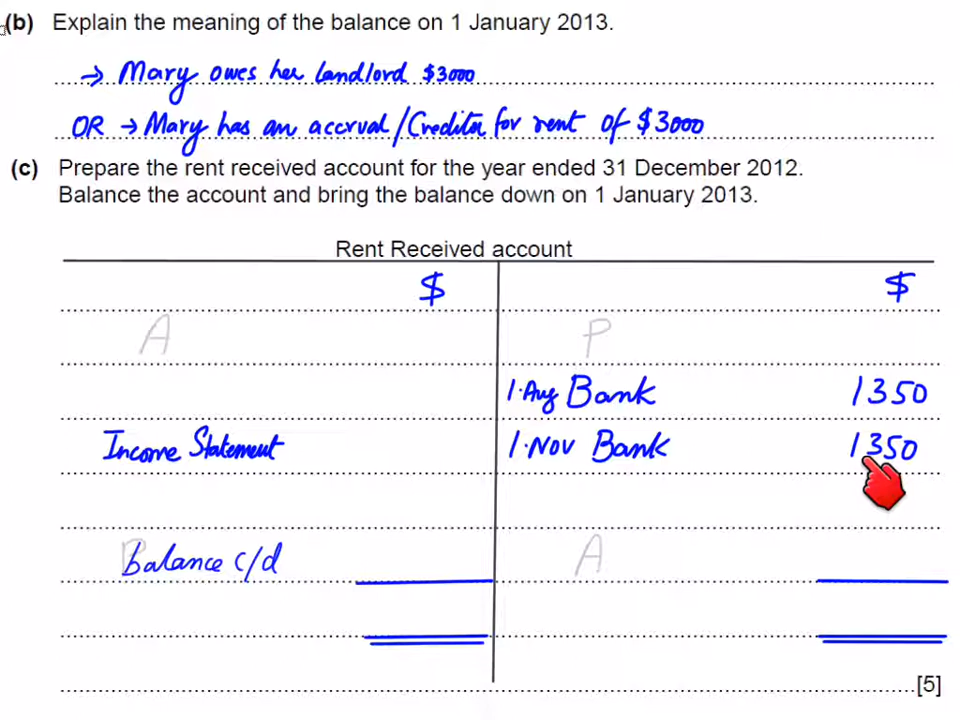 (b) Explain the meaning of the balance on 1 January 2013.
→ Mary owes her landlord $3000
OR → Mary has an accrual/Creditor for rent of $3000
(c) Prepare the rent received account for the year ended 31 December 2012.
Balance the account and bring the balance down on 1 January 2013.
Rent Received account
$ $
A P
1·Aug Bank 1350
Income Statement 1·Nov Bank 1350
Balance c/d A
[5]